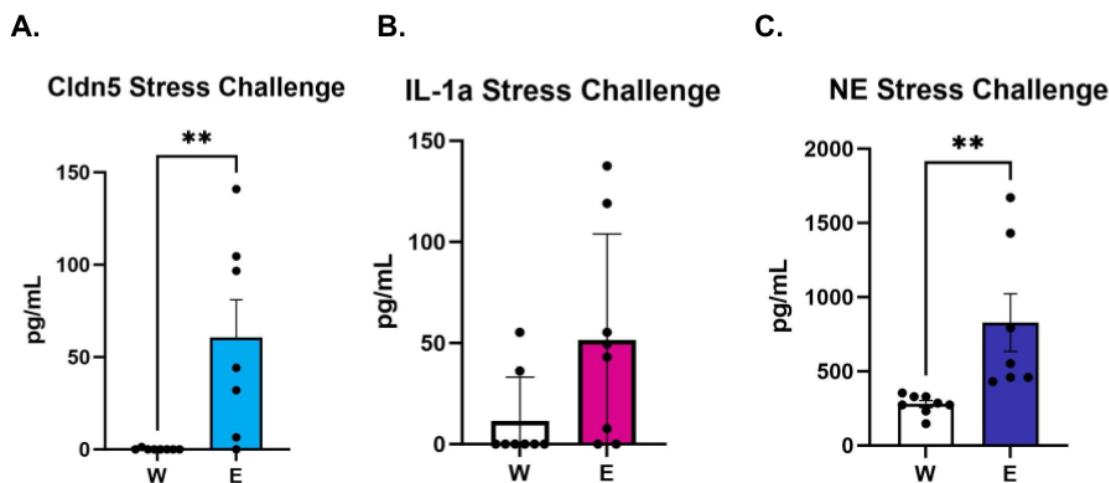 A.
B.
C.
Cldn5 Stress Challenge
IL-1a Stress Challenge
NE Stress Challenge
**
**
150
100
50
0
pg/mL
W E
150
100
50
0
pg/mL
W E
2000
1500
1000
500
0
pg/mL
W E